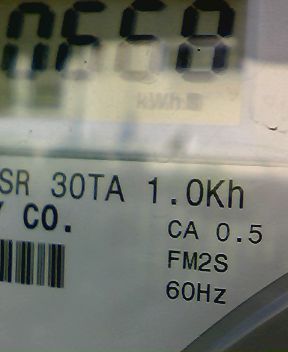 kWh
SR 30TA 1.0Kh
Y CO.
CA 0.5
FM2S
60Hz